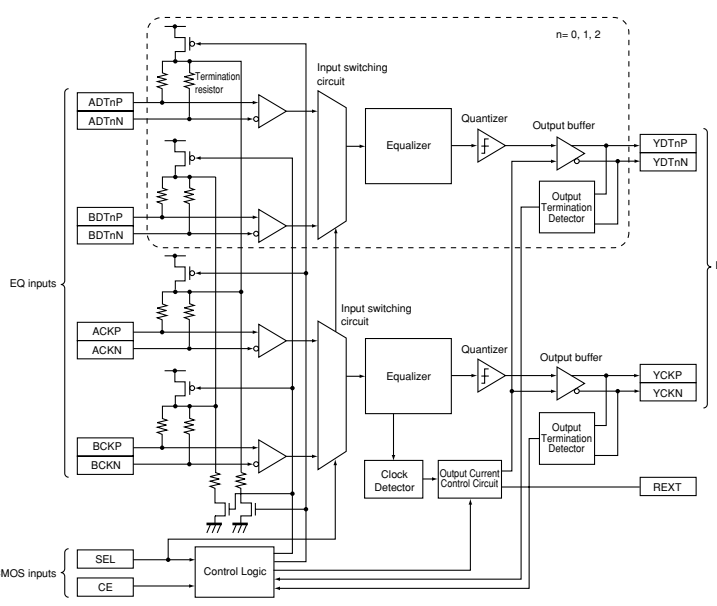 n= 0, 1, 2
Input switching
circuit
Termination
resistor
ADTnP
ADTnN
Equalizer
Quantizer
Output buffer
YDTnP
YDTnN
Output
Termination
Detector
BDTnP
BDTnN
EQ inputs
Input switching
circuit
ACKP
ACKN
Equalizer
Quantizer
Output buffer
YCKP
YCKN
Output
Termination
Detector
BCKP
BCKN
Clock
Detector
Output Current
Control Circuit
REXT
MOS inputs
SEL
CE
Control Logic